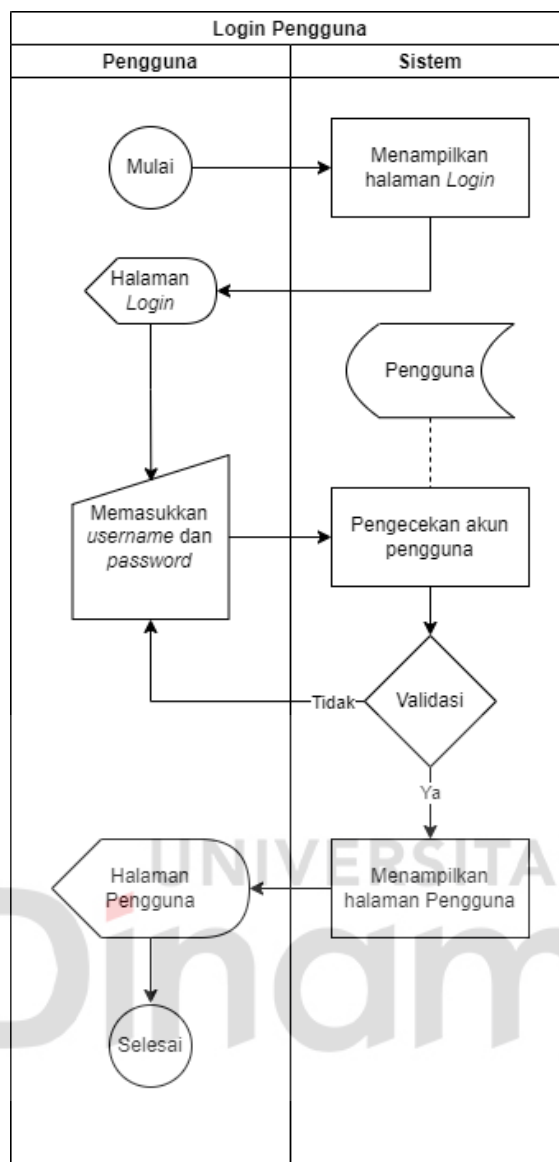 Login Pengguna
Pengguna
Sistem
Mulai
Menampilkan
halaman Login
Halaman
Login
Pengguna
Memasukkan
username dan
password
Pengecekan akun
pengguna
Tidak
Validasi
Ya
UNIVERSITA
Halaman
Pengguna
Menampilkan
halaman Pengguna
Dinam
Selesai